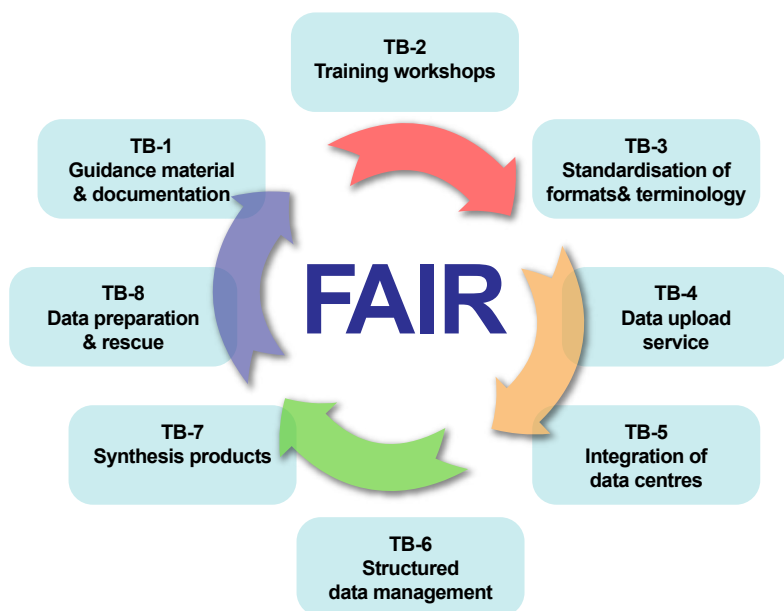 TB-2
Training workshops
TB-1
Guidance material
& documentation
TB-3
Standardisation of
formats& terminology
FAIR
TB-8
Data preparation
& rescue
TB-4
Data upload
service
TB-7
Synthesis products
TB-5
Integration of
data centres
TB-6
Structured
data management